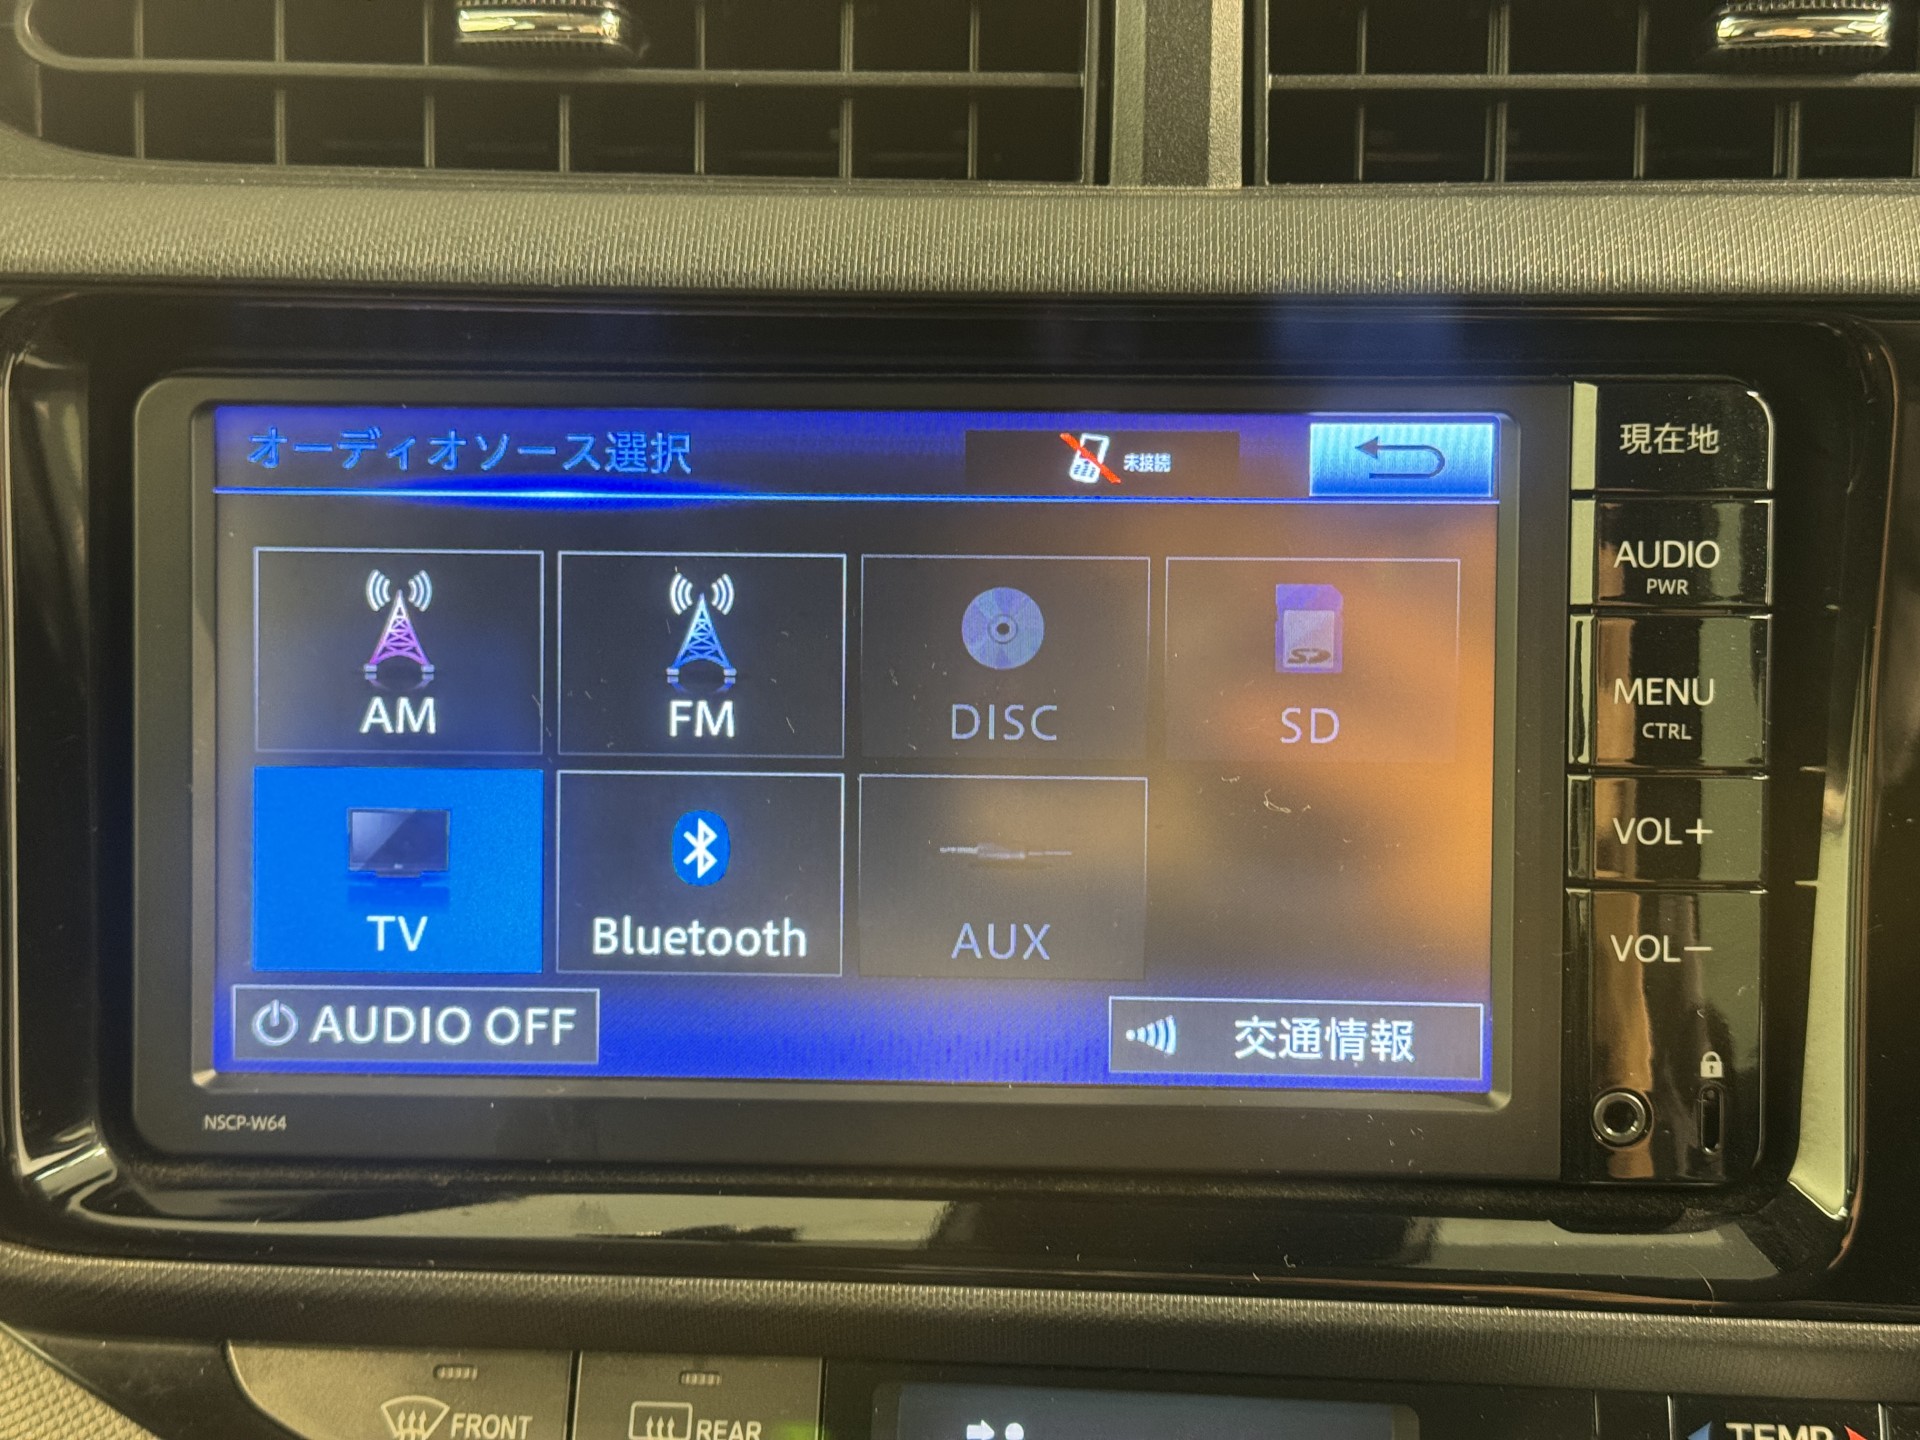 オーディオソース選択
未接続
現在地
AUDIO
PWR
MENU
CTRL
VOL+
VOL−
AM
FM
DISC
SD
TV
Bluetooth
AUX
AUDIO OFF
交通情報
NSCP-W64
FRONT
REAR
TEMP